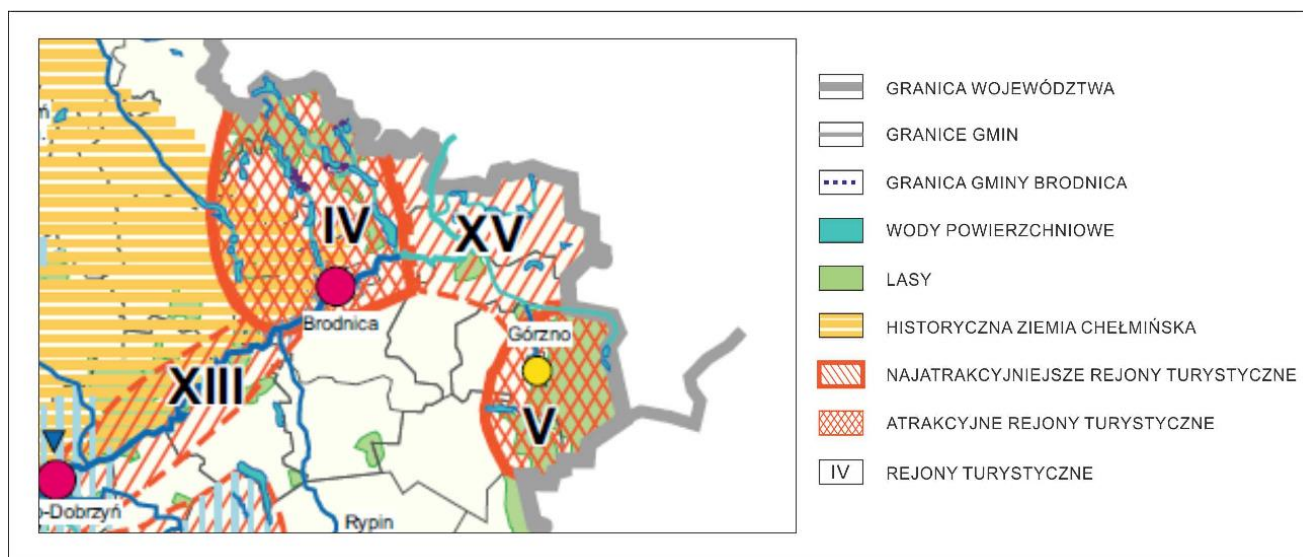 IV
XV
Brodnica
Górzno
XIII
V
o-Dobrzyń
Rypin
GRANICA WOJEWÓDZTWA
GRANICE GMIN
GRANICA GMINY BRODNICA
WODY POWIERZCHNIOWE
LASY
HISTORYCZNA ZIEMIA CHEŁMIŃSKA
NAJATRAKCYJNIEJSZE REJONY TURYSTYCZNE
ATRAKCYJNE REJONY TURYSTYCZNE
IV REJONY TURYSTYCZNE